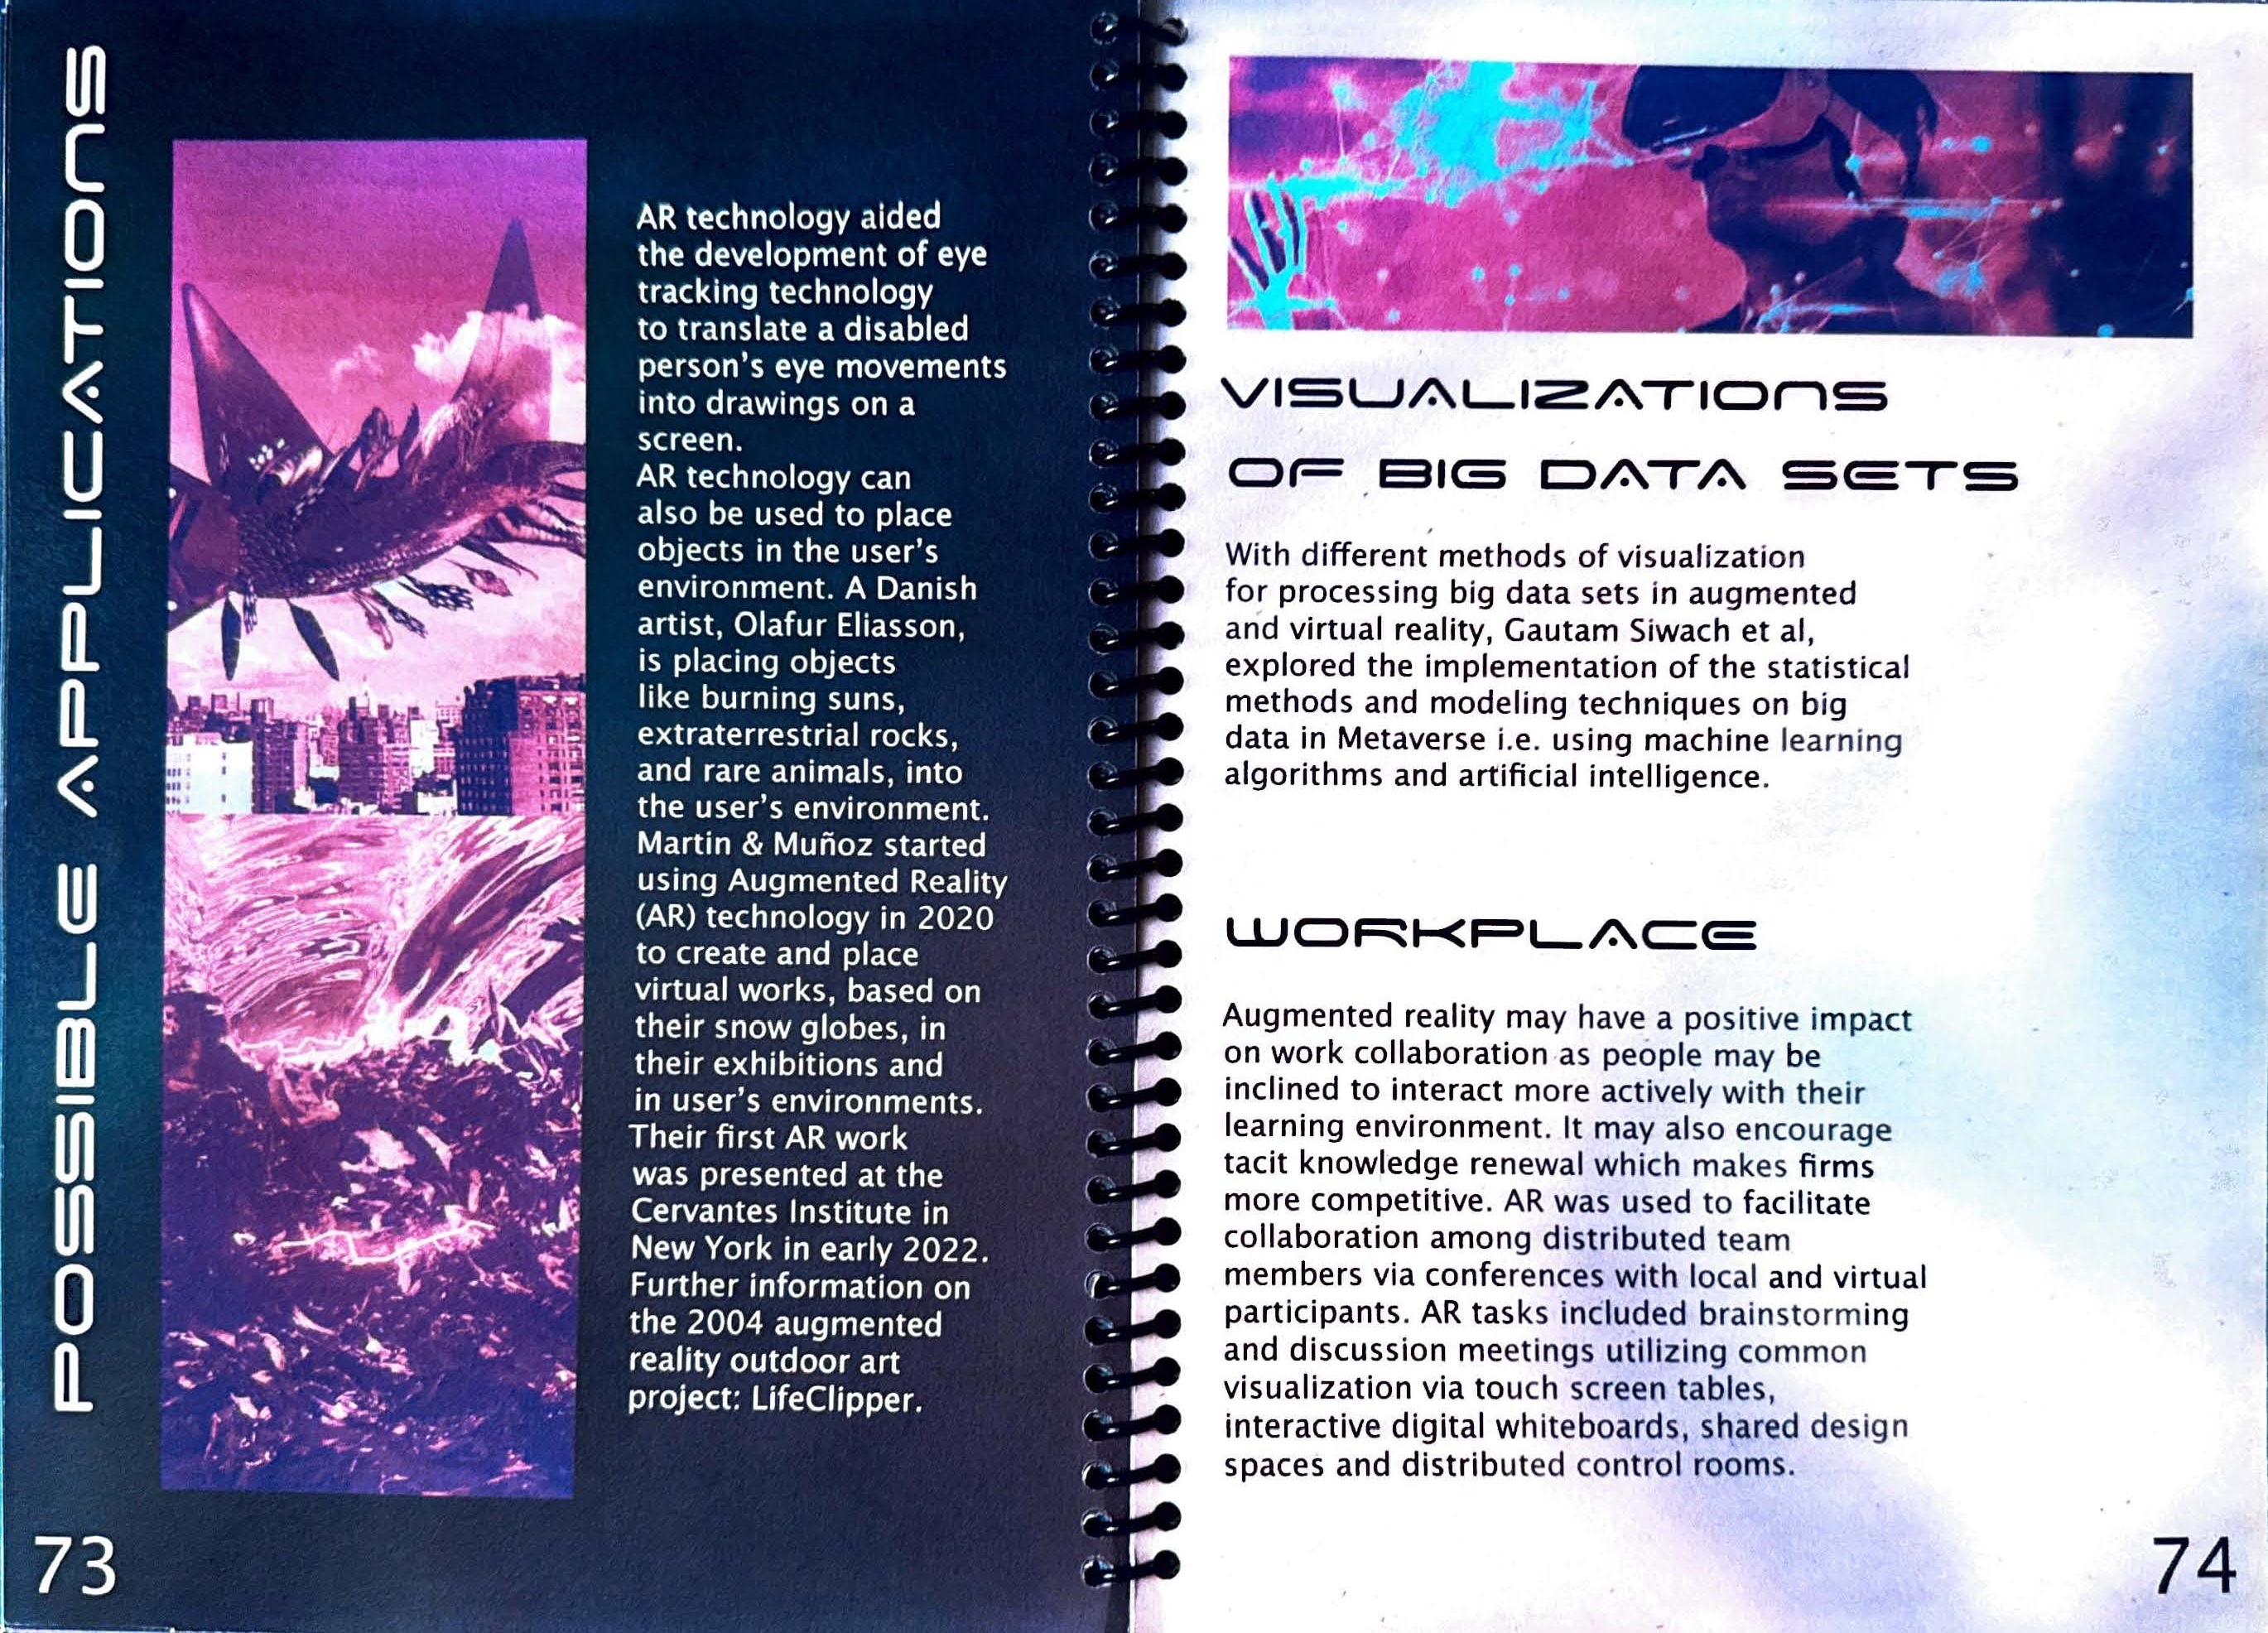 POSSIBLE APPLICATIONS
AR technology aided
the development of eye
tracking technology
to translate a disabled
person's eye movements
into drawings on a
screen.
AR technology can
also be used to place
objects in the user's
environment. A Danish
artist, Olafur Eliasson,
is placing objects
like burning suns,
extraterrestrial rocks,
and rare animals, into
the user's environment.
Martin & Muñoz started
using Augmented Reality
(AR) technology in 2020
to create and place
virtual works, based on
their snow globes, in
their exhibitions and
in user's environments.
Their first AR work
was presented at the
Cervantes Institute in
New York in early 2022.
Further information on
the 2004 augmented
reality outdoor art
project: LifeClipper.
73
VISUALIZATIONS
OF BIG DATA SETS
With different methods of visualization
for processing big data sets in augmented
and virtual reality, Gautam Siwach et al,
explored the implementation of the statistical
methods and modeling techniques on big
data in Metaverse i.e. using machine learning
algorithms and artificial intelligence.
WORKPLACE
Augmented reality may have a positive impact
on work collaboration as people may be
inclined to interact more actively with their
learning environment. It may also encourage
tacit knowledge renewal which makes firms
more competitive. AR was used to facilitate
collaboration among distributed team
members via conferences with local and virtual
participants. AR tasks included brainstorming
and discussion meetings utilizing common
visualization via touch screen tables,
interactive digital whiteboards, shared design
spaces and distributed control rooms.
74